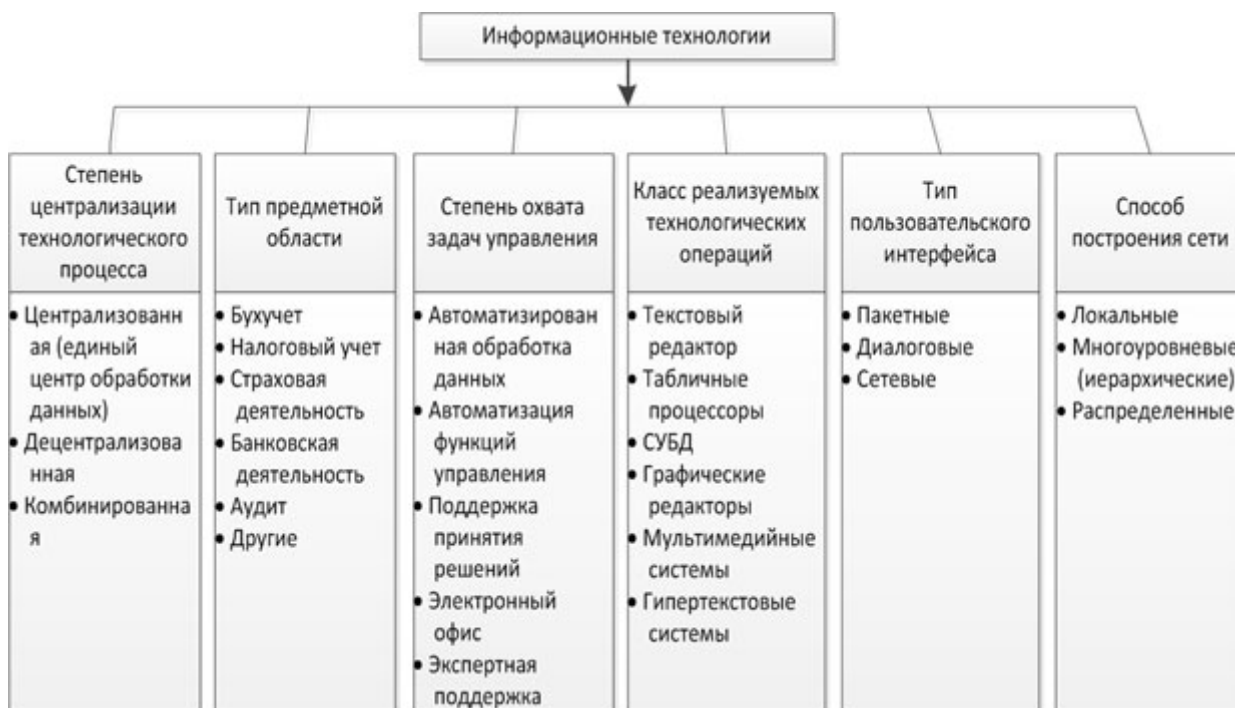 Информационные технологии
Степень
централизации
технологического
процесса
• Централизованн
ая (единый
центр обработки
данных)
• Децентрализова
нная
• Комбинированна
я
Тип предметной
области
• Бухучет
• Налоговый учет
• Страховая
деятельность
• Банковская
деятельность
• Аудит
• Другие
Степень охвата
задач управления
• Автоматизирован
ная обработка
данных
• Автоматизация
функций
управления
• Поддержка
принятия
решений
• Электронный
офис
• Экспертная
поддержка
Класс реализуемых
технологических
операций
• Текстовый
редактор
• Табличные
процессоры
• СУБД
• Графические
редакторы
• Мультимедийные
системы
• Гипертекстовые
системы
Тип
пользовательского
интерфейса
• Пакетные
• Диалоговые
• Сетевые
Способ
построения сети
• Локальные
• Многоуровневые
(иерархические)
• Распределенные